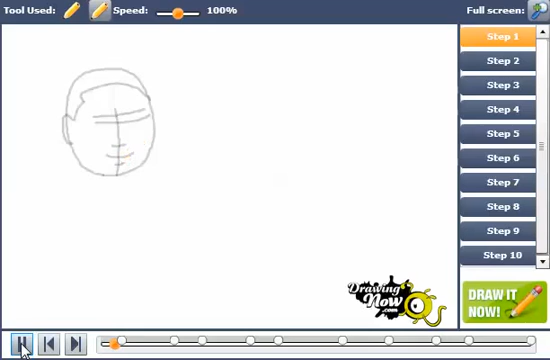 Tool Used: Speed: 100% Full screen:
Step 1
Step 2
Step 3
Step 4
Step 5
Step 6
Step 7
Step 8
Step 9
Step 10
Drawing
Now.com
DRAW IT
NOW!